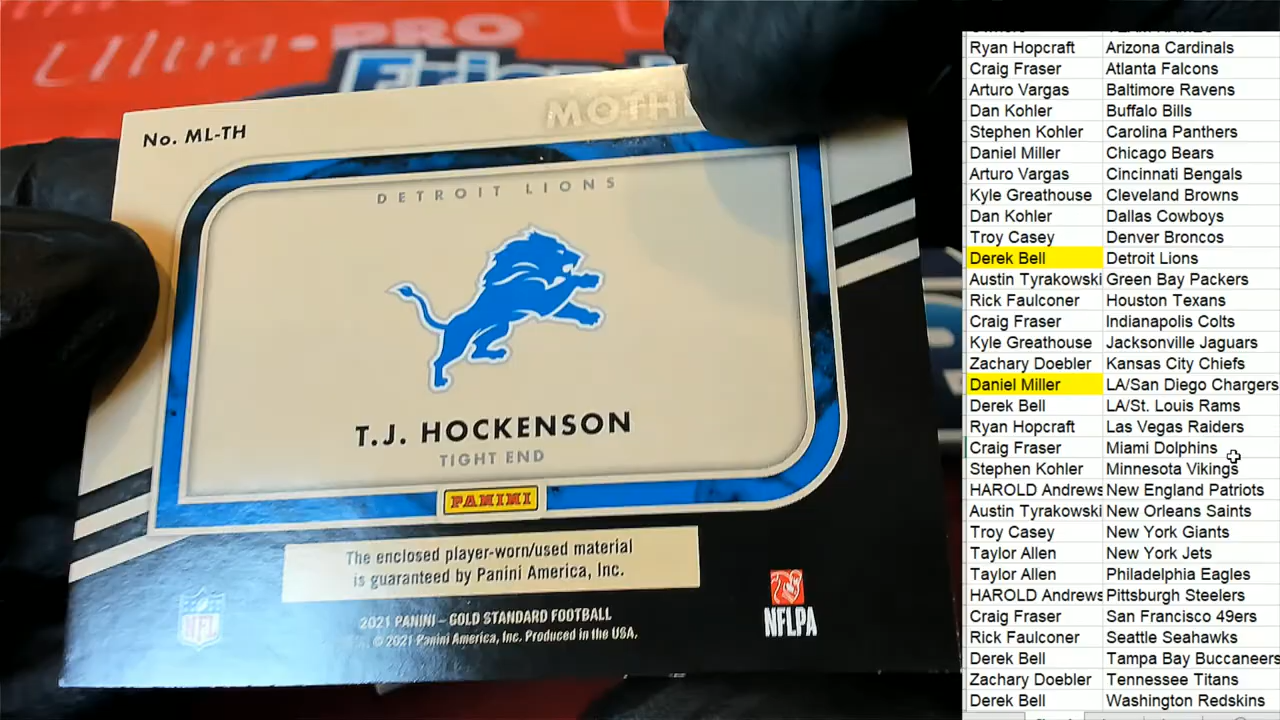 Ultra PRO
No. ML-TH
MOTH
DETROIT LIONS
T.J. HOCKENSON
TIGHT END
PANINI
The enclosed player-worn/used material
is guaranteed by Panini America, Inc.
2021 PANINI – GOLD STANDARD FOOTBALL
© 2021 Panini America, Inc. Produced in the USA.
NFL
NFLPA
Ryan Hopcraft Arizona Cardinals
Craig Fraser Atlanta Falcons
Arturo Vargas Baltimore Ravens
Dan Kohler Buffalo Bills
Stephen Kohler Carolina Panthers
Daniel Miller Chicago Bears
Arturo Vargas Cincinnati Bengals
Kyle Greathouse Cleveland Browns
Dan Kohler Dallas Cowboys
Troy Casey Denver Broncos
Derek Bell Detroit Lions
Austin Tyrakowski Green Bay Packers
Rick Faulconer Houston Texans
Craig Fraser Indianapolis Colts
Kyle Greathouse Jacksonville Jaguars
Zachary Doebler Kansas City Chiefs
Daniel Miller LA/San Diego Chargers
Derek Bell LA/St. Louis Rams
Ryan Hopcraft Las Vegas Raiders
Craig Fraser Miami Dolphins
Stephen Kohler Minnesota Vikings
HAROLD Andrews New England Patriots
Austin Tyrakowski New Orleans Saints
Troy Casey New York Giants
Taylor Allen New York Jets
Taylor Allen Philadelphia Eagles
HAROLD Andrews Pittsburgh Steelers
Craig Fraser San Francisco 49ers
Rick Faulconer Seattle Seahawks
Derek Bell Tampa Bay Buccaneers
Zachary Doebler Tennessee Titans
Derek Bell Washington Redskins